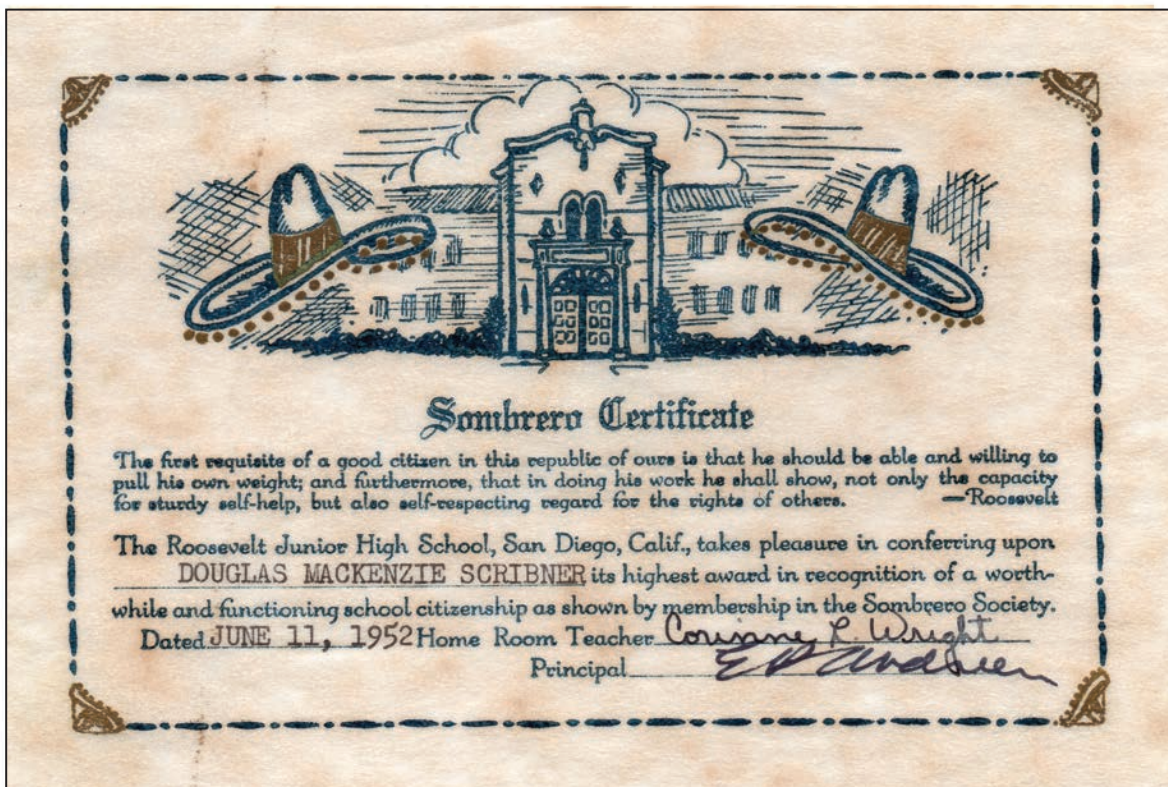 Sombrero Certificate
The first requisite of a good citizen in this republic of ours is that he should be able and willing to
pull his own weight; and furthermore, that in doing his work he shall show, not only the capacity
for sturdy self-help, but also self-respecting regard for the rights of others. —Roosevelt
The Roosevelt Junior High School, San Diego, Calif., takes pleasure in conferring upon
DOUGLAS MACKENZIE SCRIBNER its highest award in recognition of a worth-
while and functioning school citizenship as shown by membership in the Sombrero Society.
Dated JUNE 11, 1952 Home Room Teacher Corinne L. Wright
Principal